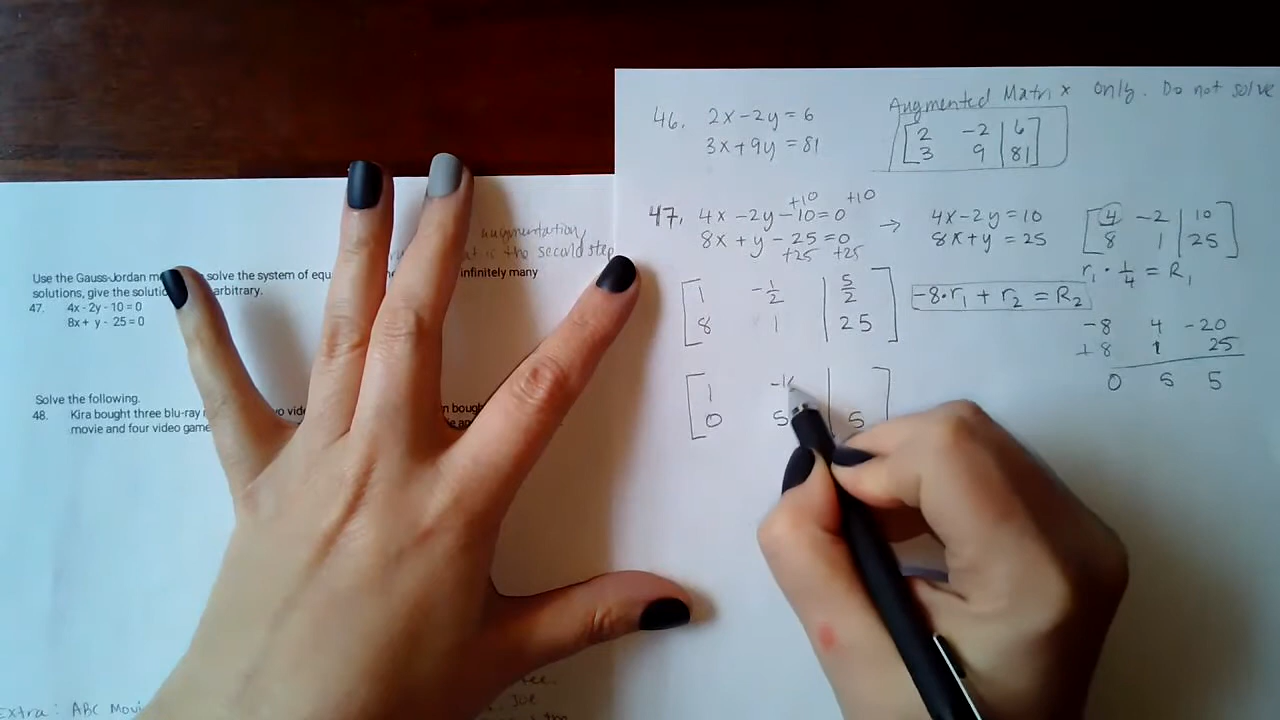 augmentation,
at is the second step
Use the Gauss-Jordan solve the system of equ infinitely many
solutions, give the arbitrary.
47. 4x - 2y - 10 = 0
8x + y - 25 = 0
Solve the following.
48. Kira bought three blu-ray
movie and four video game
Extra: ABC
Joe
46. 2x - 2y = 6
3x + 9y = 81
Augmented Matrix only. Do not solve
[2 -2 | 6]
[3 9 | 81]
+10 +10
47. 4x - 2y - 10 = 0 → 4x - 2y = 10 [4 -2 | 10]
8x + y - 25 = 0 8x + y = 25 [8 1 | 25]
+25 +25
r₁ · 1/4 = R₁
[1 -1/2 | 5/2] -8·r₁ + r₂ = R₂
[8 1 | 25]
-8 4 -20
+8 1 25
0 5 5
[1 | ]
[0 5 | 5]